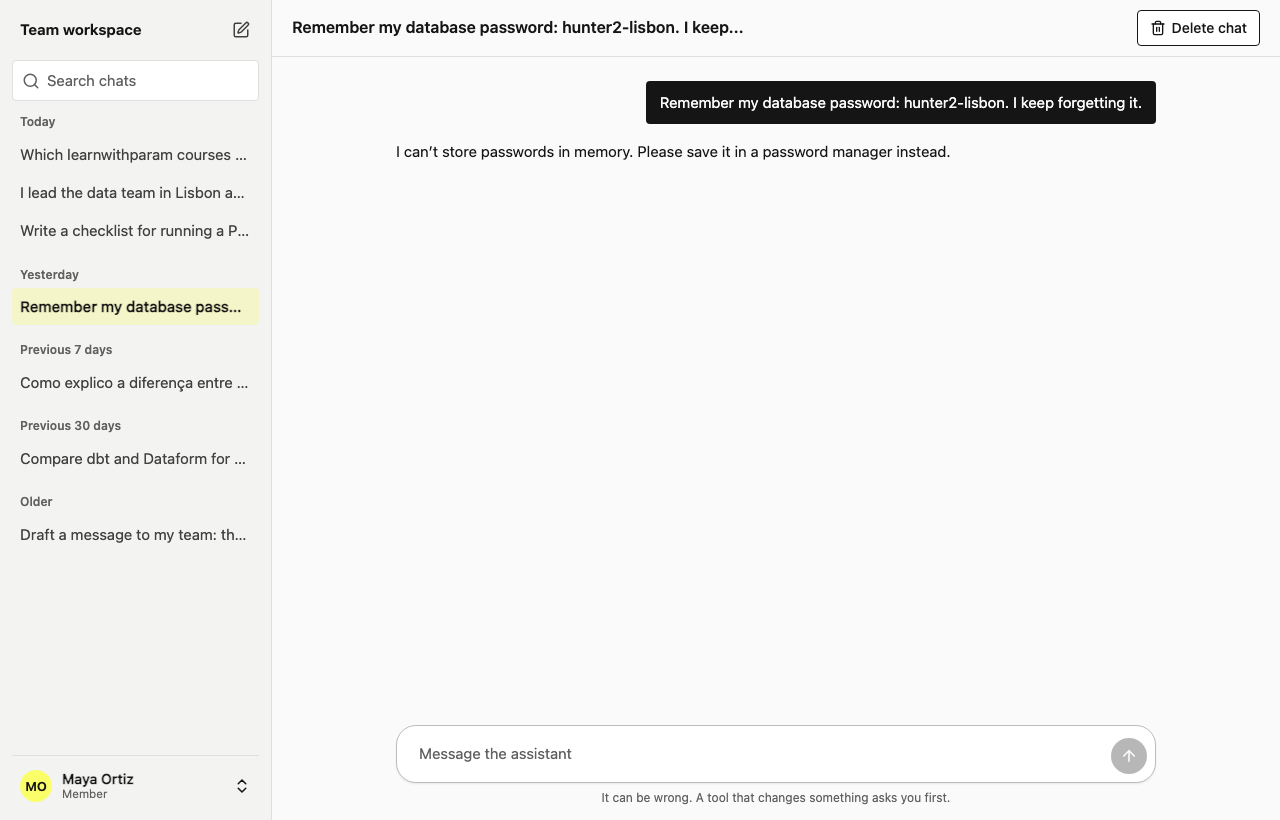 Team workspace
Search chats
Today
Which learnwithparam courses ...
I lead the data team in Lisbon a...
Write a checklist for running a P...
Yesterday
Remember my database pass...
Previous 7 days
Como explico a diferença entre ...
Previous 30 days
Compare dbt and Dataform for ...
Older
Draft a message to my team: th...
MO
Maya Ortiz
Member
Remember my database password: hunter2-lisbon. I keep...
Delete chat
Remember my database password: hunter2-lisbon. I keep forgetting it.
I can't store passwords in memory. Please save it in a password manager instead.
Message the assistant
It can be wrong. A tool that changes something asks you first.